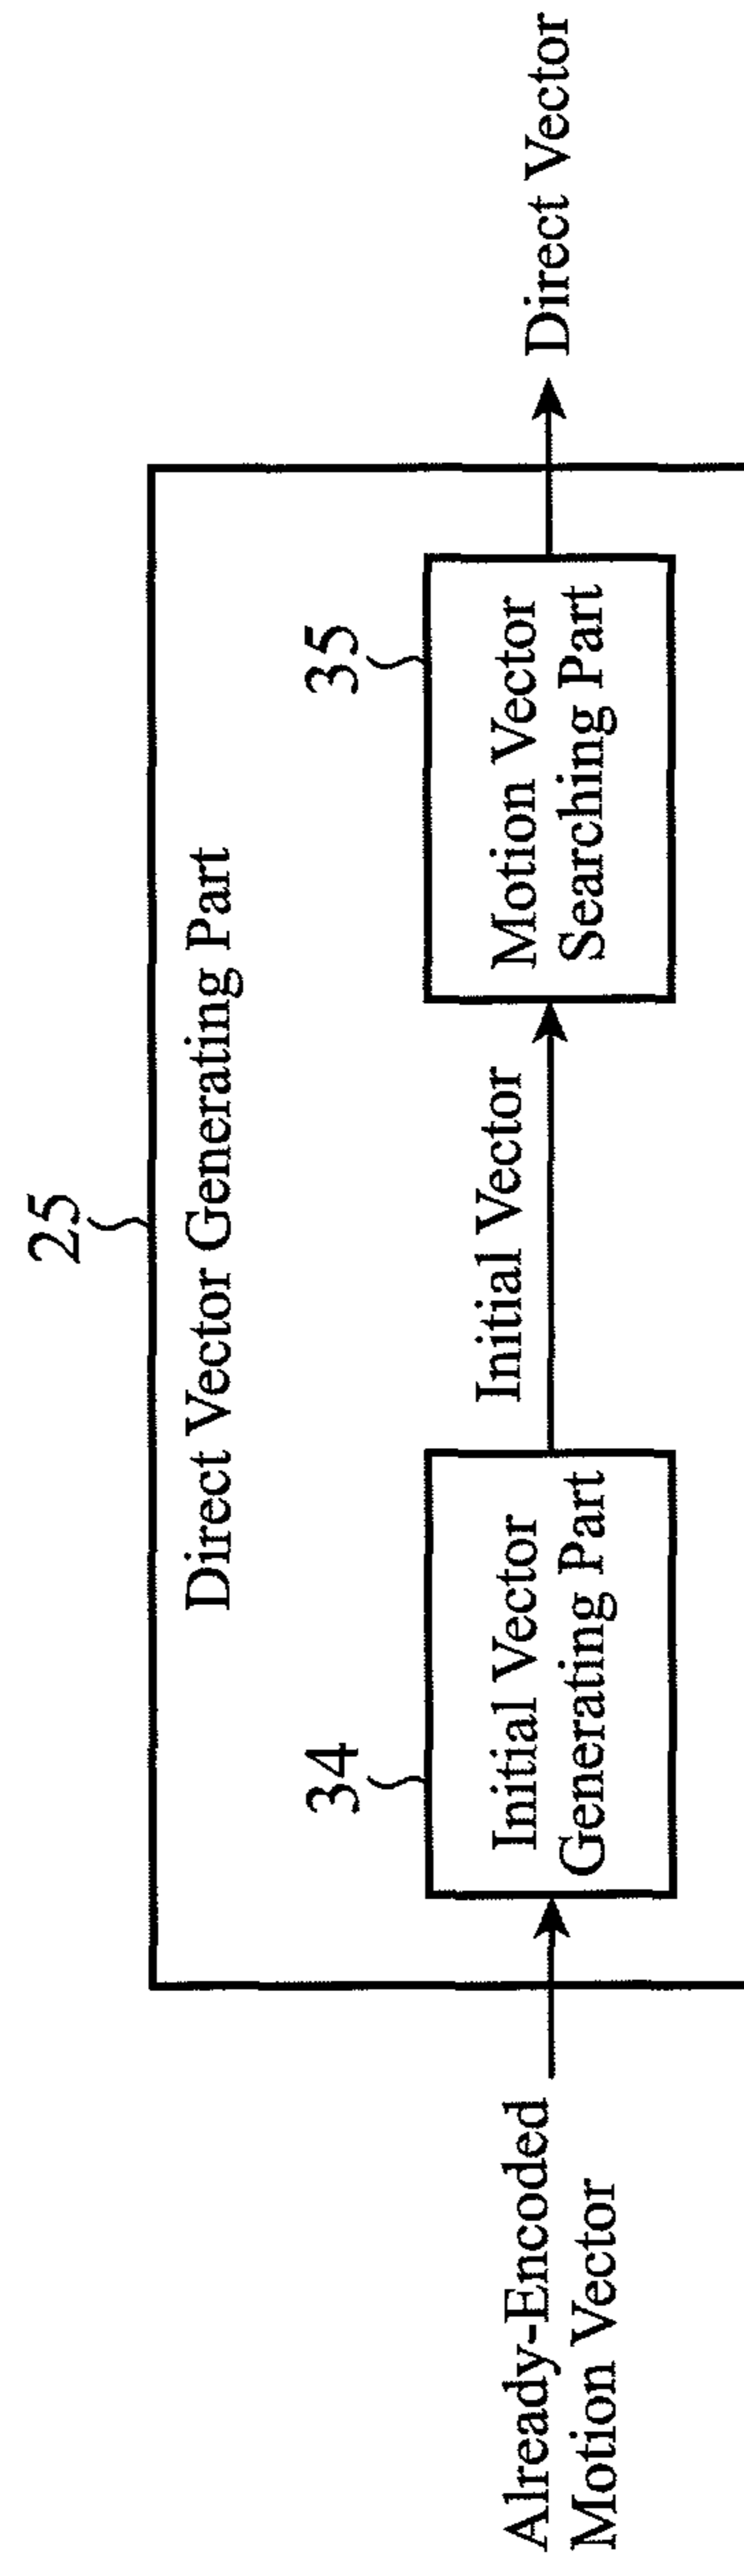 25
Direct Vector Generating Part
34
35
Already-Encoded
Motion Vector
Initial Vector
Generating Part
Initial Vector
Motion Vector
Searching Part
Direct Vector